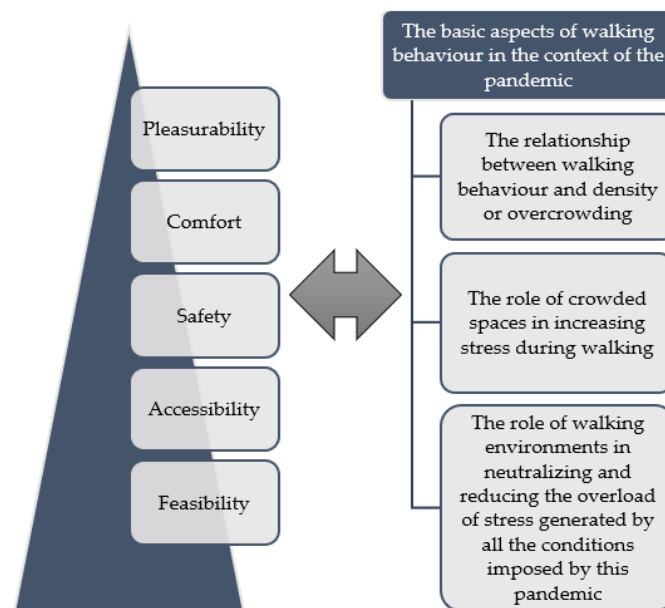 Pleasurability
Comfort
Safety
Accessibility
Feasibility
The basic aspects of walking
behaviour in the context of the
pandemic
The relationship
between walking
behaviour and density
or overcrowding
The role of crowded
spaces in increasing
stress during walking
The role of walking
environments in
neutralizing and
reducing the overload
of stress generated by
all the conditions
imposed by this
pandemic